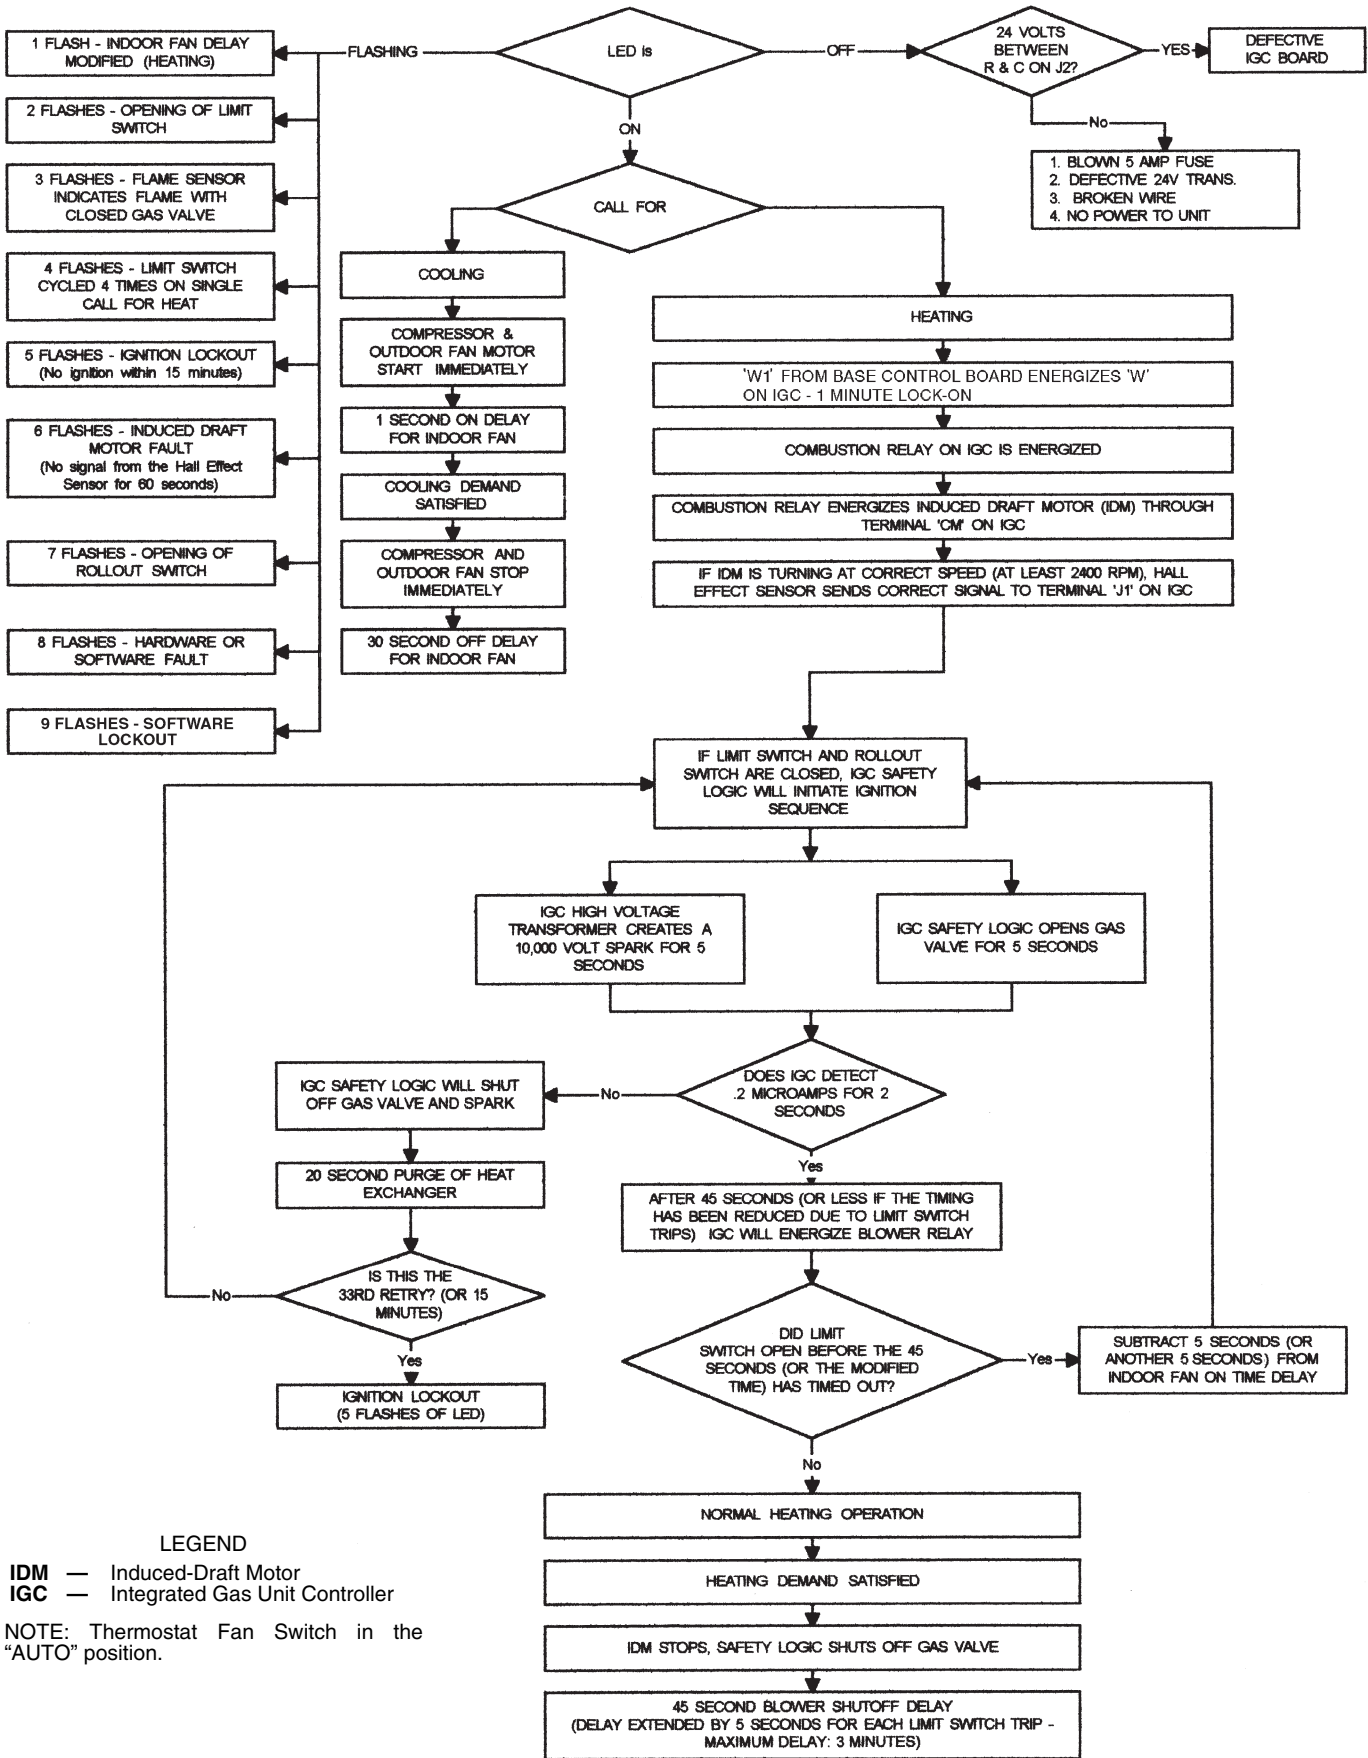 1 FLASH - INDOOR FAN DELAY
MODIFIED (HEATING)
FLASHING
LED is
OFF
24 VOLTS
BETWEEN
R & C ON J2?
YES
DEFECTIVE
IGC BOARD
2 FLASHES - OPENING OF LIMIT
SWITCH
ON
No
3 FLASHES - FLAME SENSOR
INDICATES FLAME WITH
CLOSED GAS VALVE
1. BLOWN 5 AMP FUSE
2. DEFECTIVE 24V TRANS.
3. BROKEN WIRE
4. NO POWER TO UNIT
CALL FOR
4 FLASHES - LIMIT SWITCH
CYCLED 4 TIMES ON SINGLE
CALL FOR HEAT
5 FLASHES - IGNITION LOCKOUT
(No ignition within 15 minutes)
6 FLASHES - INDUCED DRAFT
MOTOR FAULT
(No signal from the Hall Effect
Sensor for 60 seconds)
7 FLASHES - OPENING OF
ROLLOUT SWITCH
8 FLASHES - HARDWARE OR
SOFTWARE FAULT
9 FLASHES - SOFTWARE
LOCKOUT
COOLING
COMPRESSOR &
OUTDOOR FAN MOTOR
START IMMEDIATELY
1 SECOND ON DELAY
FOR INDOOR FAN
COOLING DEMAND
SATISFIED
COMPRESSOR AND
OUTDOOR FAN STOP
IMMEDIATELY
30 SECOND OFF DELAY
FOR INDOOR FAN
HEATING
'W1' FROM BASE CONTROL BOARD ENERGIZES 'W'
ON IGC - 1 MINUTE LOCK-ON
COMBUSTION RELAY ON IGC IS ENERGIZED
COMBUSTION RELAY ENERGIZES INDUCED DRAFT MOTOR (IDM) THROUGH
TERMINAL 'CM' ON IGC
IF IDM IS TURNING AT CORRECT SPEED (AT LEAST 2400 RPM), HALL
EFFECT SENSOR SENDS CORRECT SIGNAL TO TERMINAL 'J1' ON IGC
IF LIMIT SWITCH AND ROLLOUT
SWITCH ARE CLOSED, IGC SAFETY
LOGIC WILL INITIATE IGNITION
SEQUENCE
IGC HIGH VOLTAGE
TRANSFORMER CREATES A
10,000 VOLT SPARK FOR 5
SECONDS
IGC SAFETY LOGIC OPENS GAS
VALVE FOR 5 SECONDS
DOES IGC DETECT
.2 MICROAMPS FOR 2
SECONDS
No
IGC SAFETY LOGIC WILL SHUT
OFF GAS VALVE AND SPARK
20 SECOND PURGE OF HEAT
EXCHANGER
IS THIS THE
33RD RETRY? (OR 15
MINUTES)
No
Yes
IGNITION LOCKOUT
(5 FLASHES OF LED)
Yes
AFTER 45 SECONDS (OR LESS IF THE TIMING
HAS BEEN REDUCED DUE TO LIMIT SWITCH
TRIPS) IGC WILL ENERGIZE BLOWER RELAY
DID LIMIT
SWITCH OPEN BEFORE THE 45
SECONDS (OR THE MODIFIED
TIME) HAS TIMED OUT?
Yes
SUBTRACT 5 SECONDS (OR
ANOTHER 5 SECONDS) FROM
INDOOR FAN ON TIME DELAY
No
NORMAL HEATING OPERATION
HEATING DEMAND SATISFIED
IDM STOPS, SAFETY LOGIC SHUTS OFF GAS VALVE
45 SECOND BLOWER SHUTOFF DELAY
(DELAY EXTENDED BY 5 SECONDS FOR EACH LIMIT SWITCH TRIP -
MAXIMUM DELAY: 3 MINUTES)
LEGEND
IDM — Induced-Draft Motor
IGC — Integrated Gas Unit Controller
NOTE: Thermostat Fan Switch in the
“AUTO” position.